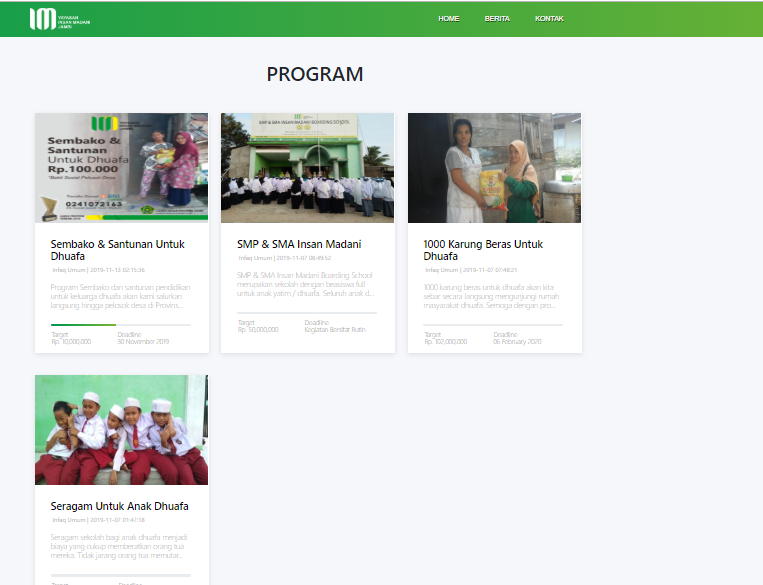 YAYASAN
INSAN MADANI
JAMBI
HOME
BERITA
KONTAK
PROGRAM
Sembako &
Santunan
Untuk Dhuafa
Rp.100.000
0241072163
SMP & SMA INSAN MADANI BOARDING SCHOOL
Sembako & Santunan Untuk
Dhuafa
Infaq Umum | 2019-11-13 02:15:36
Program Sembako dan santunan pendidikan
untuk keluarga dhuafa akan kami salurkan
langsung hingga pelosok desa di Provins...
Target
Rp. 10,000,000
Deadline
30 November 2019
SMP & SMA Insan Madani
Infaq Umum | 2019-11-07 08:49:52
SMP & SMA Insan Madani Boarding School
merupakan sekolah dengan beasiswa full
untuk anak yatim / dhuafa. Seluruh anak d...
Target
Rp. 50,000,000
Deadline
Kegiatan Bersifat Rutin
1000 Karung Beras Untuk
Dhuafa
Infaq Umum | 2019-11-07 07:48:21
1000 karung beras untuk dhuafa akan kita
sebar secara langsung mengunjungi rumah
masyarakat dhuafa. Semoga dengan pro...
Target
Rp. 102,000,000
Deadline
06 February 2020
Seragam Untuk Anak Dhuafa
Infaq Umum | 2019-11-07 01:47:18
Seragam sekolah bagi anak dhuafa menjadi
biaya yang cukup memberatkan orang tua
mereka. Tidak jarang orang tua memutar...